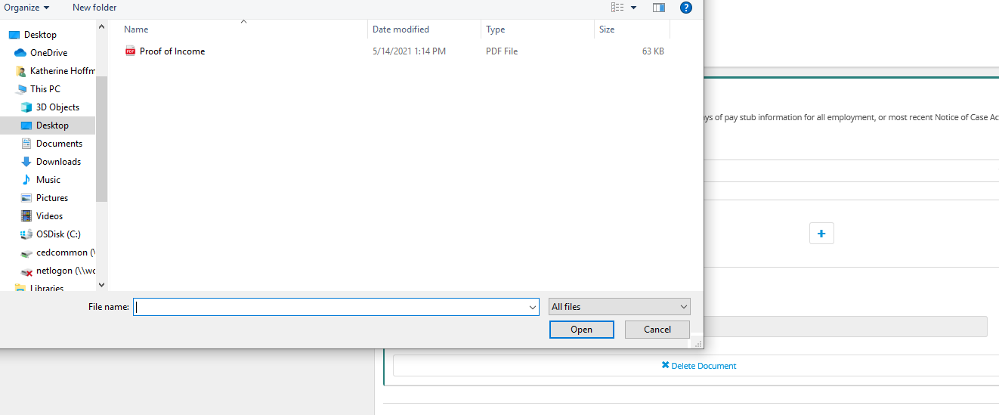 Organize New folder
Name Date modified Type Size
Desktop
OneDrive
Katherine Hoffm
This PC
3D Objects
Desktop
Documents
Downloads
Music
Pictures
Videos
OSDisk (C:)
cedcommon (\
netlogon (\\wo
Libraries
Proof of Income 5/14/2021 1:14 PM PDF File 63 KB
ys of pay stub information for all employment, or most recent Notice of Case Ac
+
File name: All files
Open Cancel
Delete Document